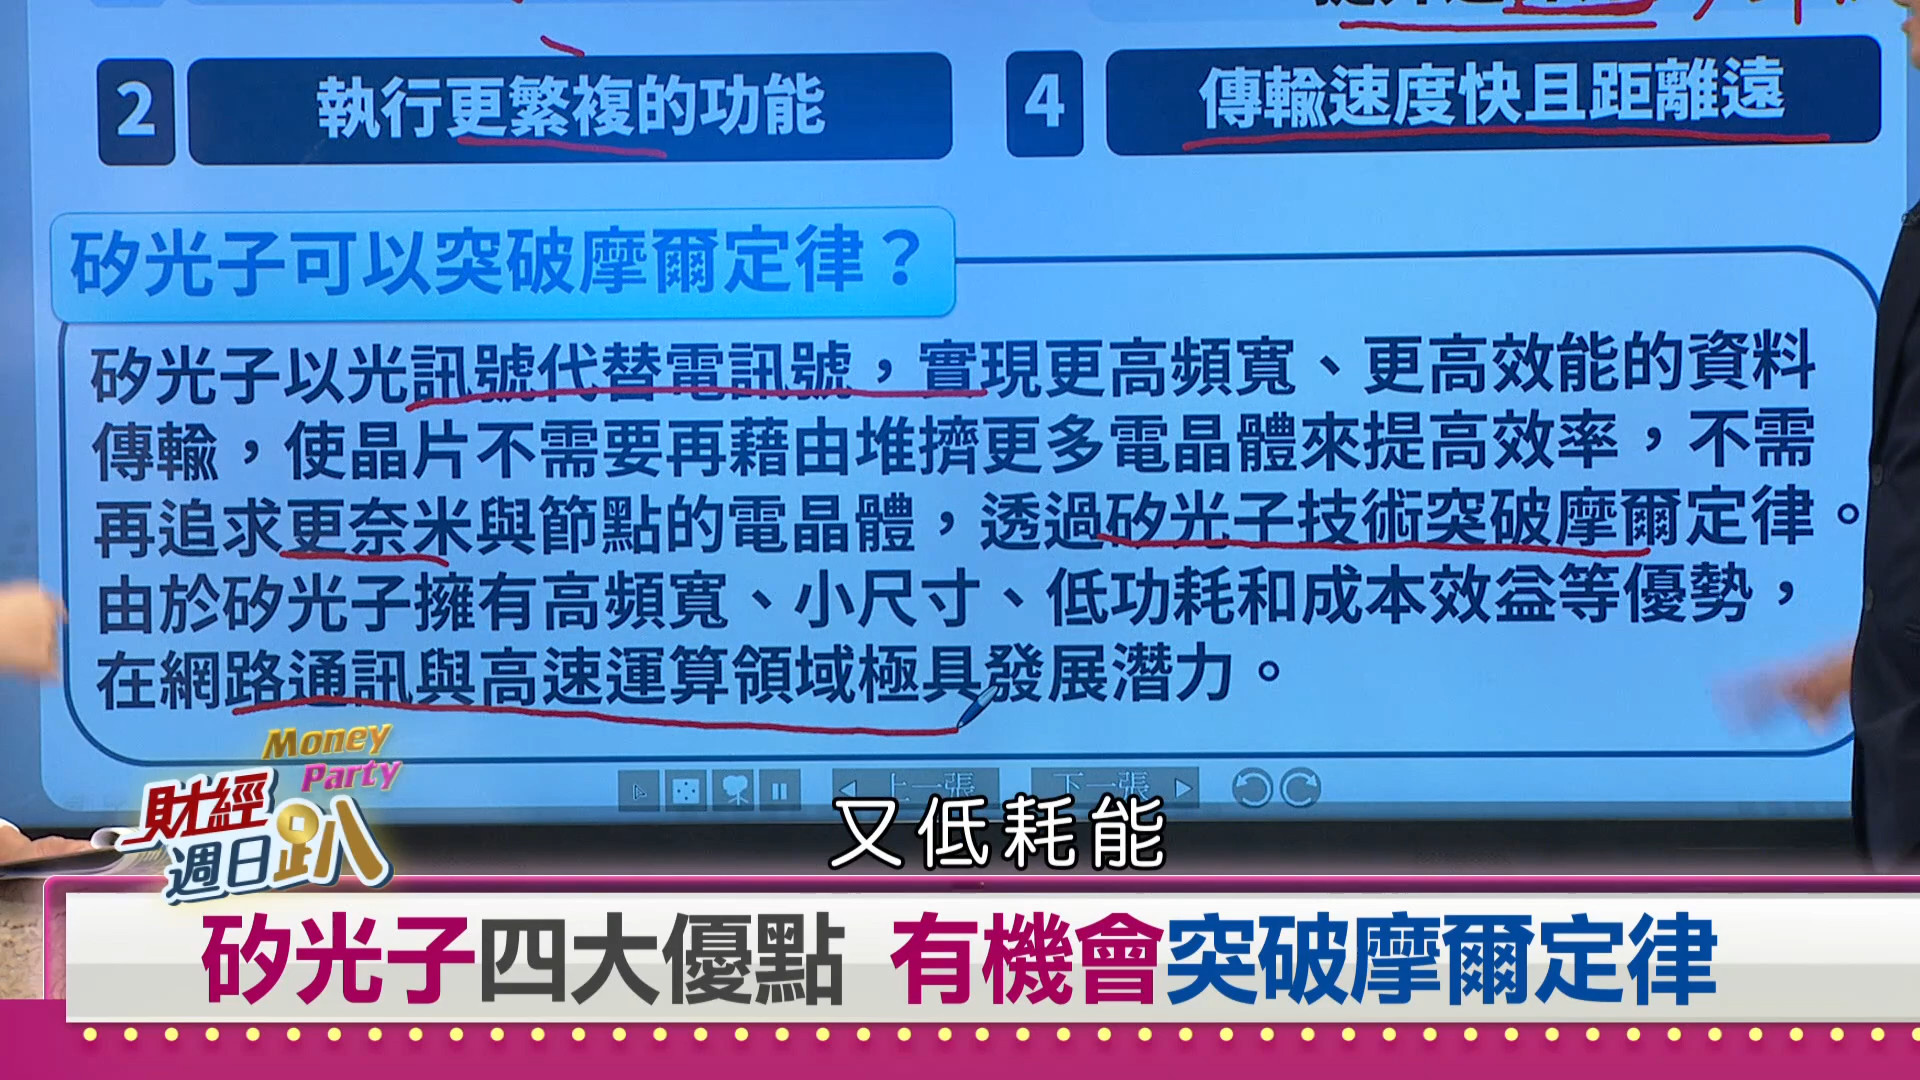 2 執行更繁複的功能
4 傳輸速度快且距離遠
矽光子可以突破摩爾定律？
矽光子以光訊號代替電訊號，實現更高頻寬、更高效能的資料
傳輸，使晶片不需要再藉由堆擠更多電晶體來提高效率，不需
再追求更奈米與節點的電晶體，透過矽光子技術突破摩爾定律。
由於矽光子擁有高頻寬、小尺寸、低功耗和成本效益等優勢，
在網路通訊與高速運算領域極具發展潛力。
上一張 下一張
又低耗能
Money
Party
財經
週日趴
矽光子四大優點 有機會突破摩爾定律